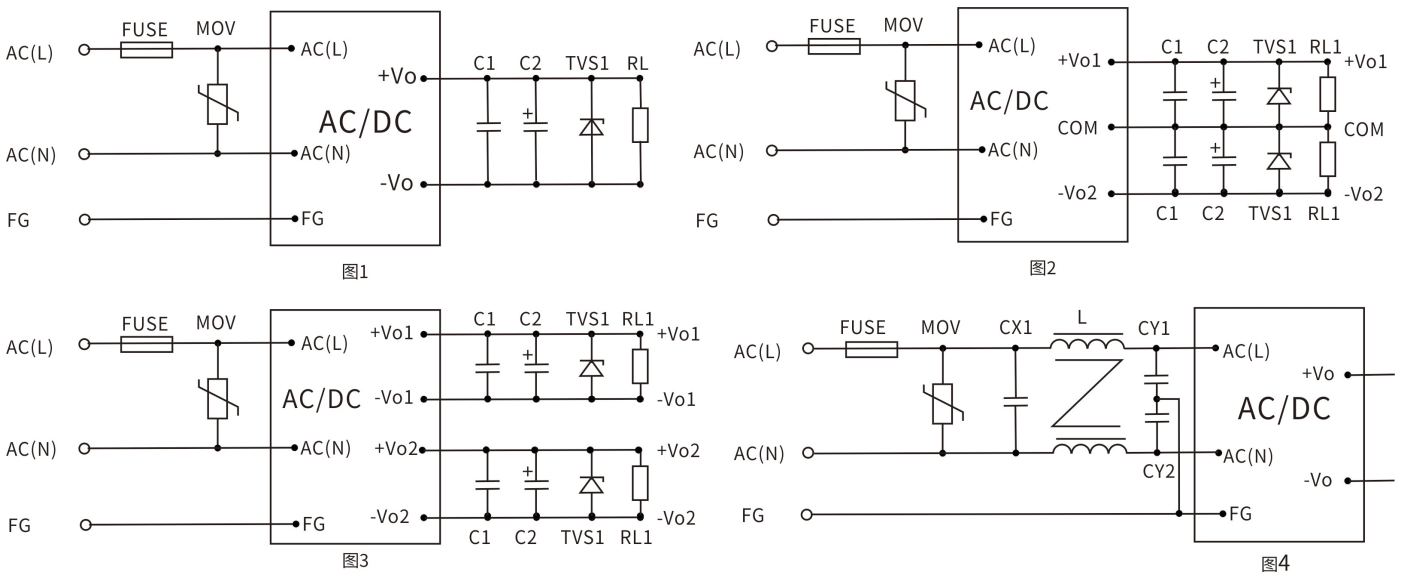 FUSE MOV
AC(L) AC(L)
C1 C2 TVS1 RL
+Vo
AC/DC
AC(N) AC(N)
-Vo
FG FG
图1
FUSE MOV
AC(L) AC(L)
C1 C2 TVS1 RL1
+Vo1 +Vo1
AC/DC
COM COM
AC(N) AC(N)
-Vo2 -Vo2
C1 C2 TVS1 RL1
FG FG
图2
FUSE MOV
C1 C2 TVS1 RL1
+Vo1 +Vo1
AC(L) AC(L)
AC/DC -Vo1 -Vo1
AC(N) AC(N) +Vo2 +Vo2
-Vo2 -Vo2
FG FG
C1 C2 TVS1 RL1
图3
L
FUSE MOV CX1 CY1
AC(L) AC(L)
+Vo
AC/DC
AC(N) AC(N)
CY2
-Vo
FG FG
图4